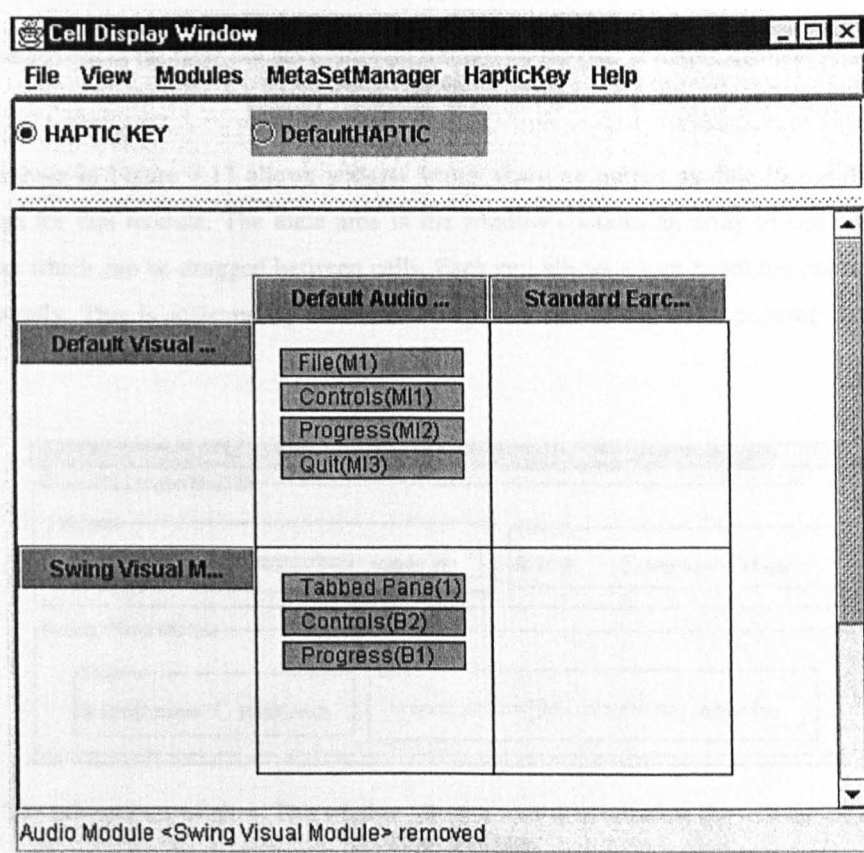 Cell Display Window
File View Modules MetaSetManager HapticKey Help
HAPTIC KEY DefaultHAPTIC
Default Audio ... Standard Earc...
Default Visual ...
File(M1)
Controls(MI1)
Progress(MI2)
Quit(MI3)
Swing Visual M...
Tabbed Pane(1)
Controls(B2)
Progress(B1)
Audio Module <Swing Visual Module> removed